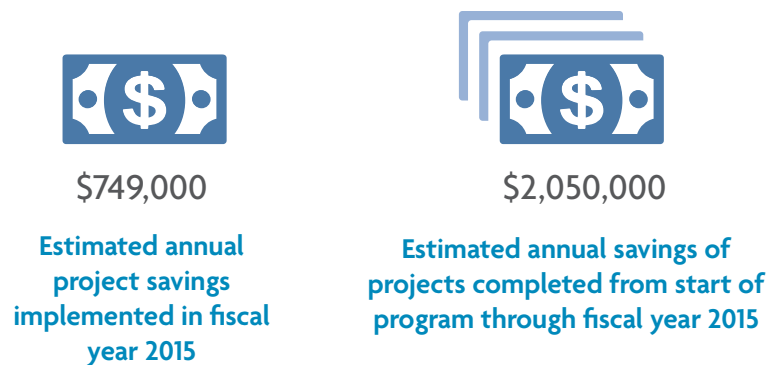 $
$
$749,000
$2,050,000
Estimated annual
project savings
implemented in fiscal
year 2015
Estimated annual savings of
projects completed from start of
program through fiscal year 2015